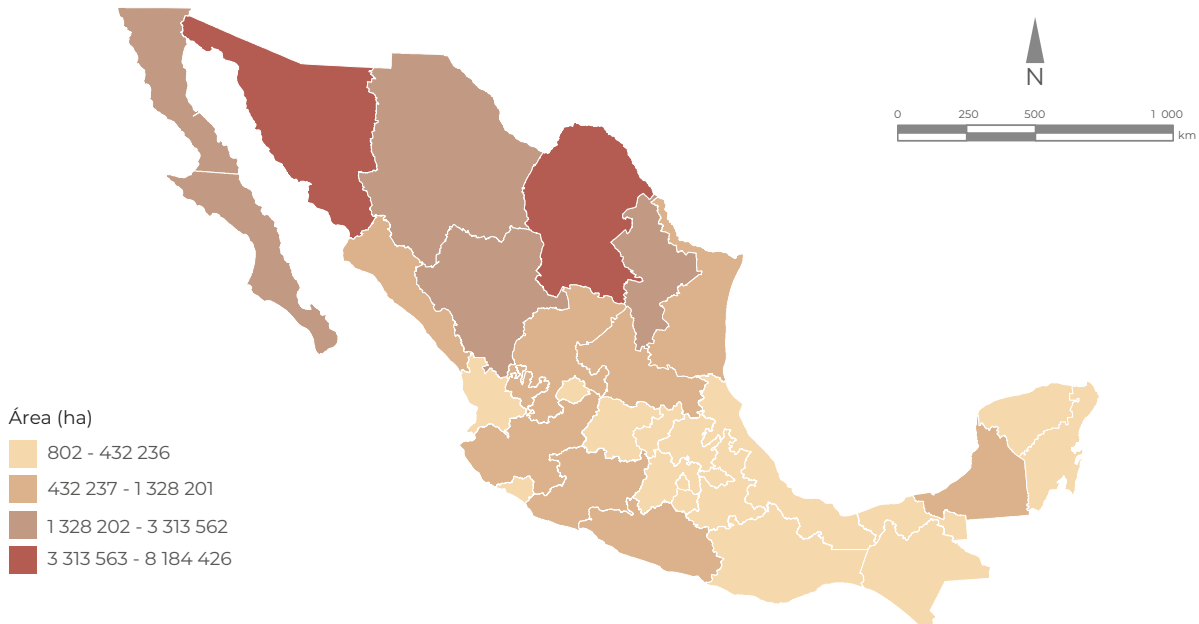 N
0 250 500 1 000
km
Área (ha)
802 - 432 236
432 237 - 1 328 201
1 328 202 - 3 313 562
3 313 563 - 8 184 426